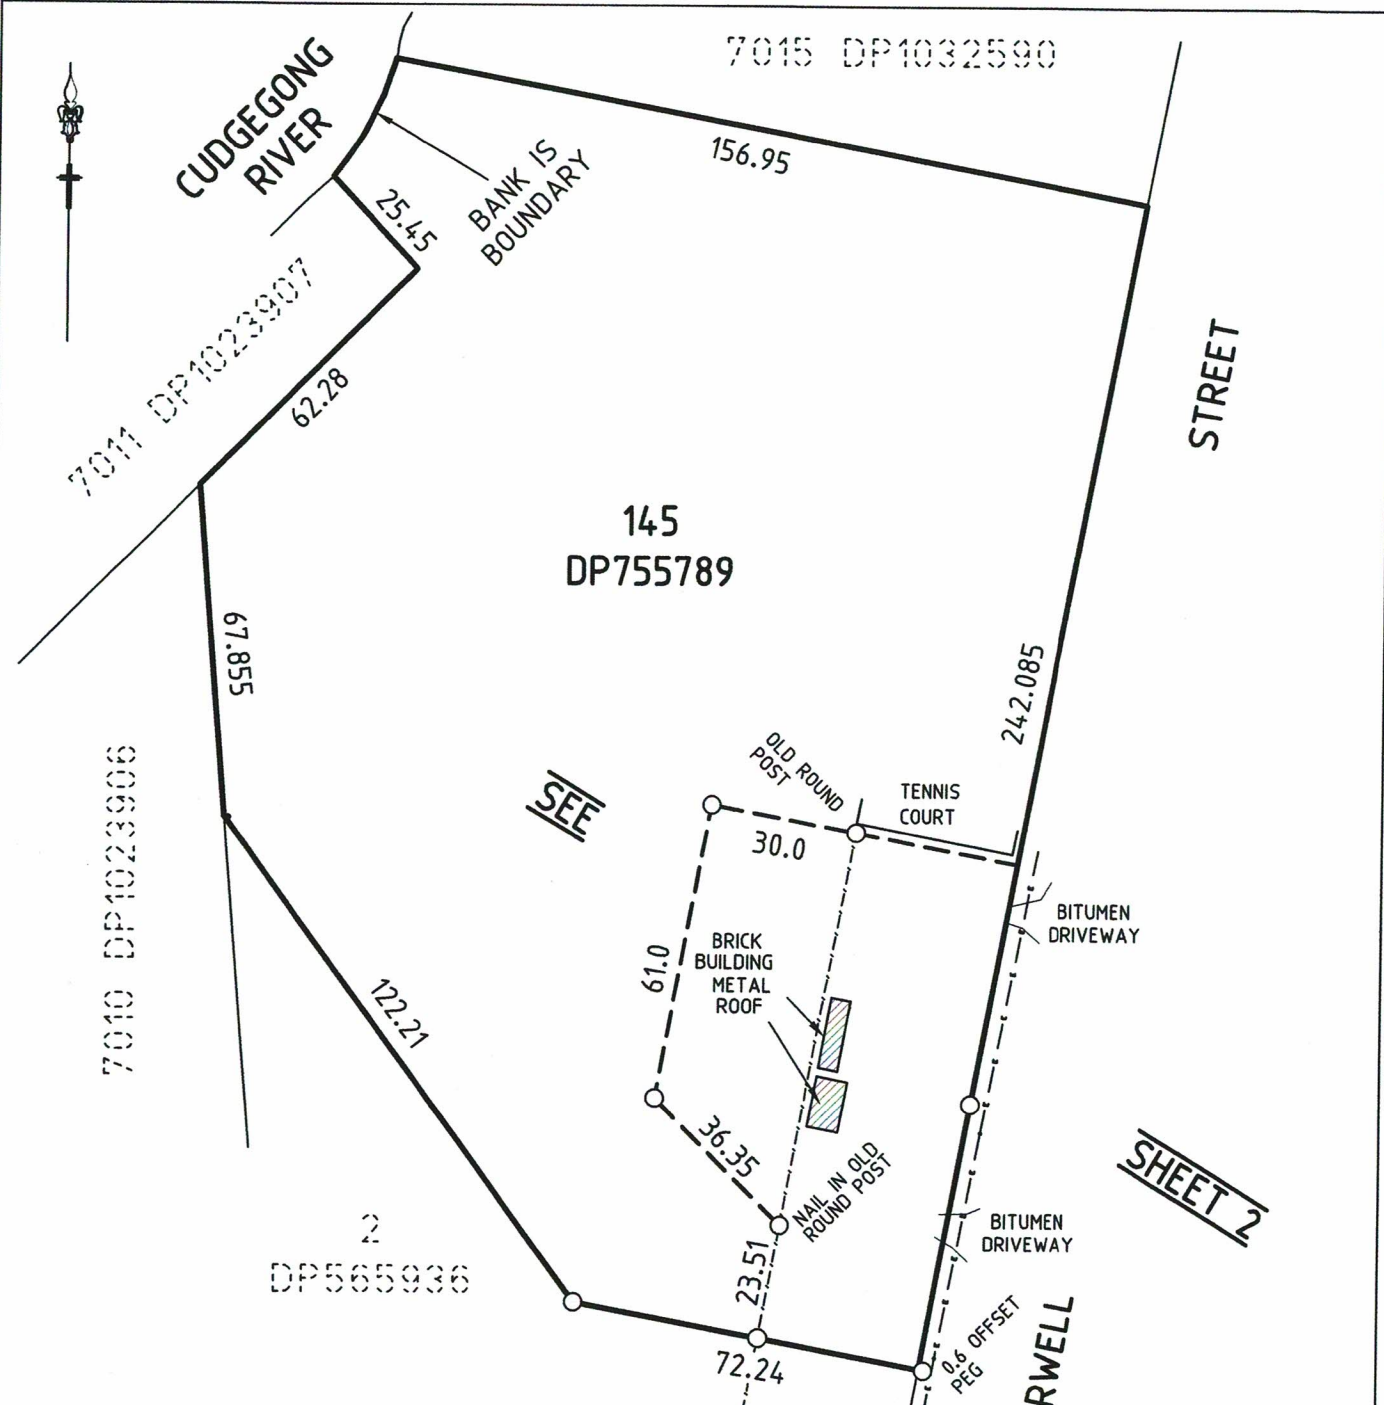 7015 DP1032590
CUDGEGONG
RIVER
156.95
BANK IS
BOUNDARY
25.45
7011 DP1023907
62.28
STREET
145
DP755789
67.855
242.085
OLD ROUND
POST
TENNIS
COURT
SEE
30.0
7010 DP1023906
BITUMEN
DRIVEWAY
BRICK
BUILDING
METAL
ROOF
61.0
122.21
36.35
NAIL IN OLD
ROUND POST
SHEET 2
2
DP565936
BITUMEN
DRIVEWAY
23.51
0.6 OFFSET
PEG
RWELL
72.24